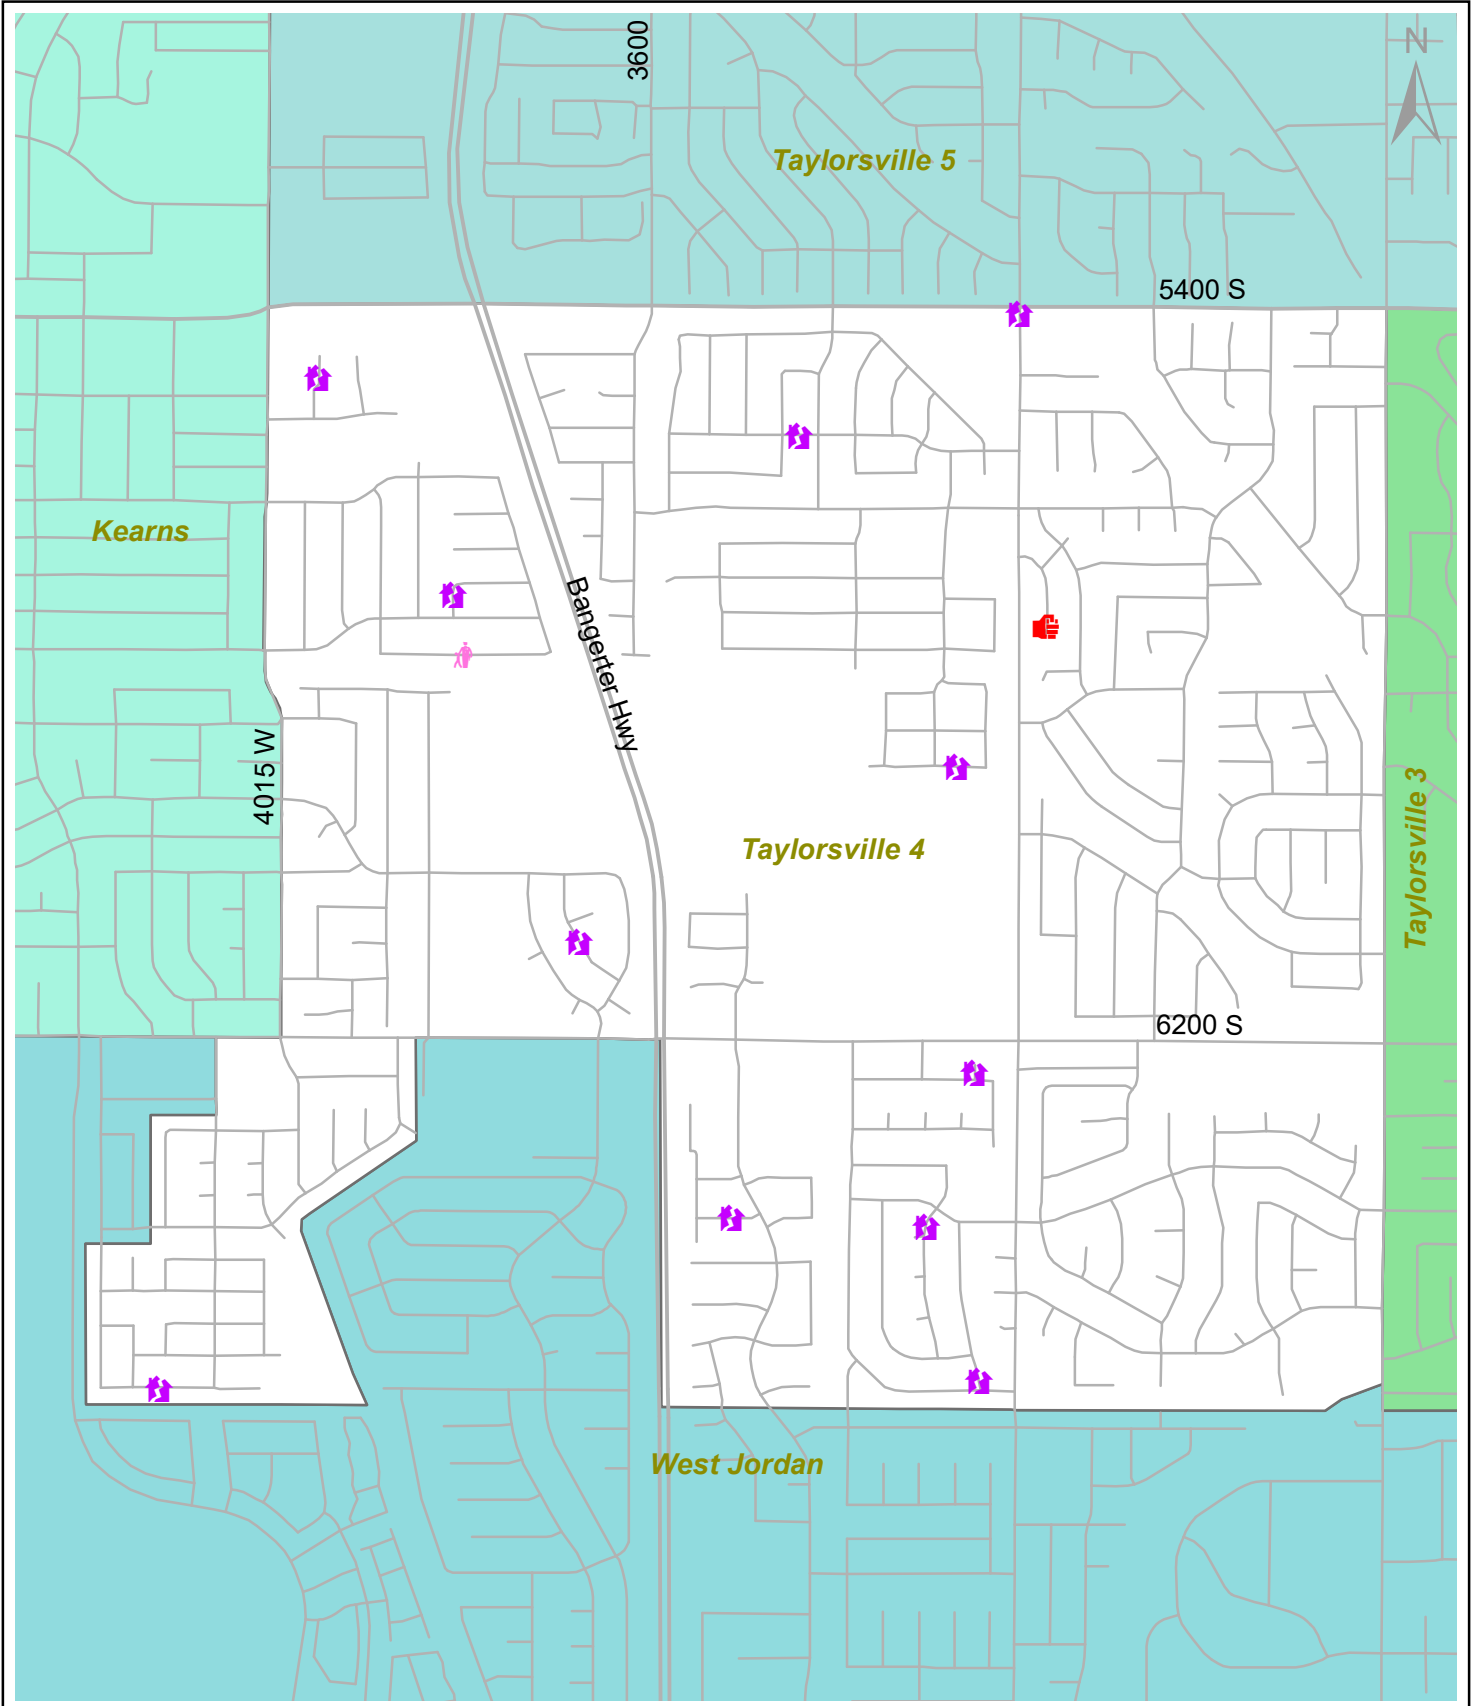 3600
N
Taylorsville 5
5400 S
Kearns
Bangerter Hwy
4015 W
Taylorsville 4
Taylorsville 3
6200 S
West Jordan